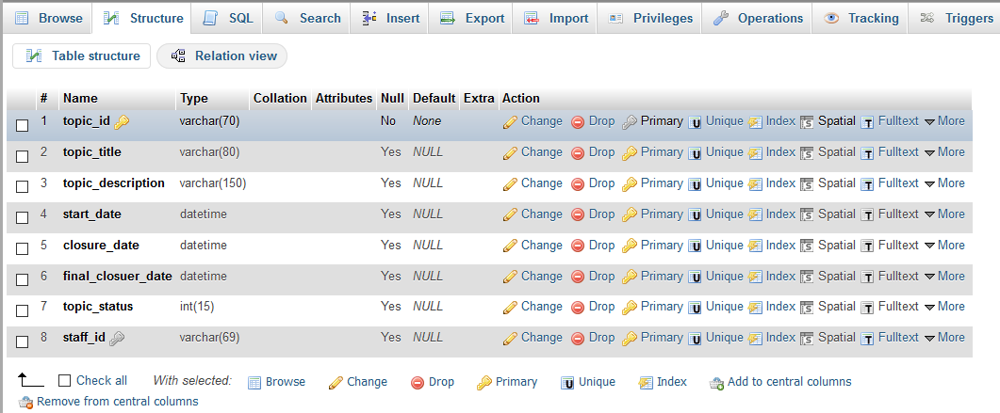 Browse Structure SQL Search Insert Export Import Privileges Operations Tracking Triggers
Table structure Relation view
# Name Type Collation Attributes Null Default Extra Action
1 topic_id varchar(70) No None Change Drop Primary Unique Index Spatial Fulltext More
2 topic_title varchar(80) Yes NULL Change Drop Primary Unique Index Spatial Fulltext More
3 topic_description varchar(150) Yes NULL Change Drop Primary Unique Index Spatial Fulltext More
4 start_date datetime Yes NULL Change Drop Primary Unique Index Spatial Fulltext More
5 closure_date datetime Yes NULL Change Drop Primary Unique Index Spatial Fulltext More
6 final_closuer_date datetime Yes NULL Change Drop Primary Unique Index Spatial Fulltext More
7 topic_status int(15) Yes NULL Change Drop Primary Unique Index Spatial Fulltext More
8 staff_id varchar(69) Yes NULL Change Drop Primary Unique Index Spatial Fulltext More
Check all With selected: Browse Change Drop Primary Unique Index Add to central columns
Remove from central columns